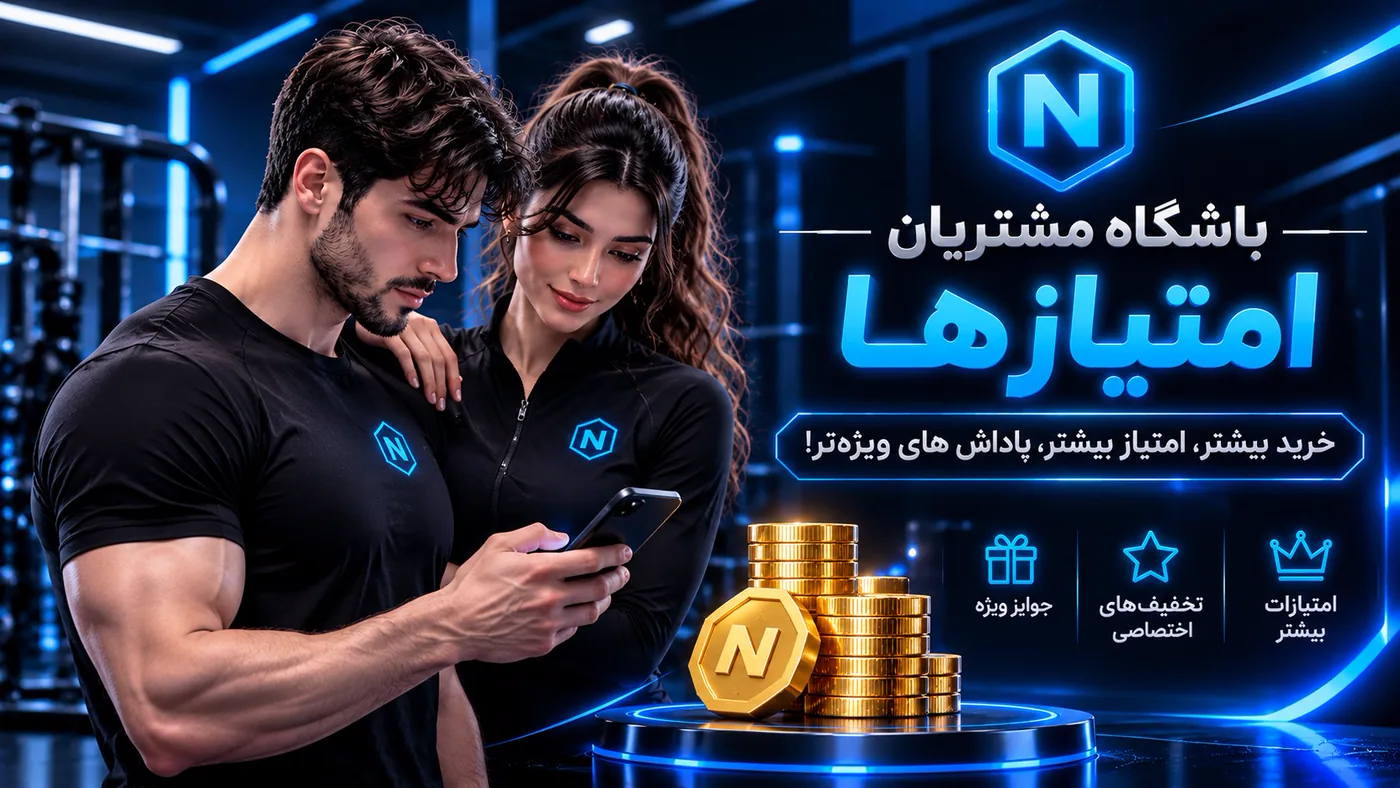 N
باشگاه مشتریان
امتیازها
خرید بیشتر، امتیاز بیشتر، پاداش های ویژه‌تر!
امتیازات
بیشتر
تخفیف‌های
اختصاصی
جوایز ویژه
N
N
N